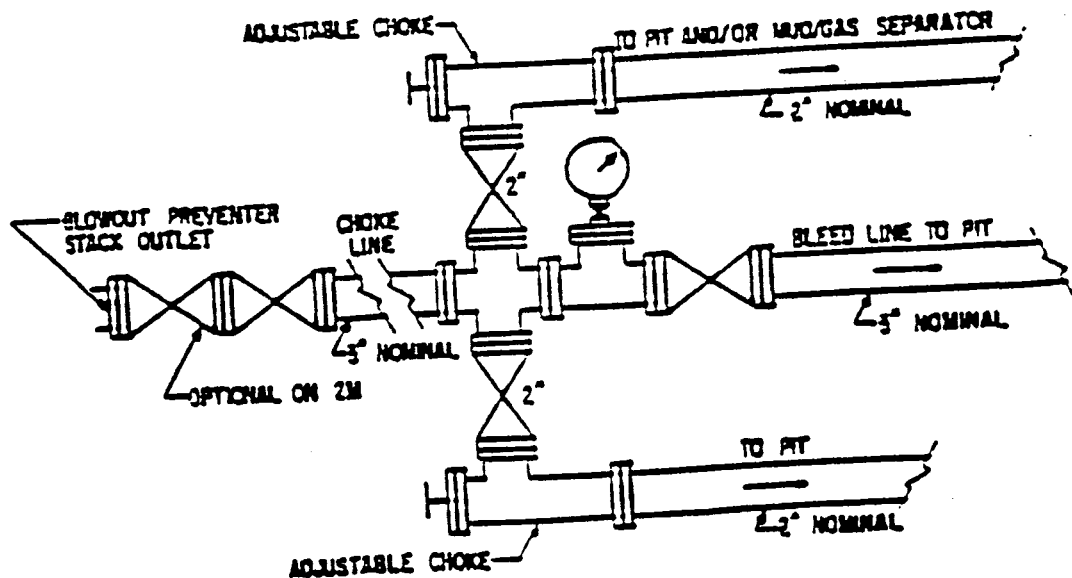 ADJUSTABLE CHOKE
TO PIT AND/OR MUD/GAS SEPARATOR
2" NOMINAL
2"
BLOWOUT PREVENTER
STACK OUTLET
CHOKE
LINE
BLEED LINE TO PIT
3" NOMINAL
3" NOMINAL
OPTIONAL ON 2M
2"
TO PIT
2" NOMINAL
ADJUSTABLE CHOKE